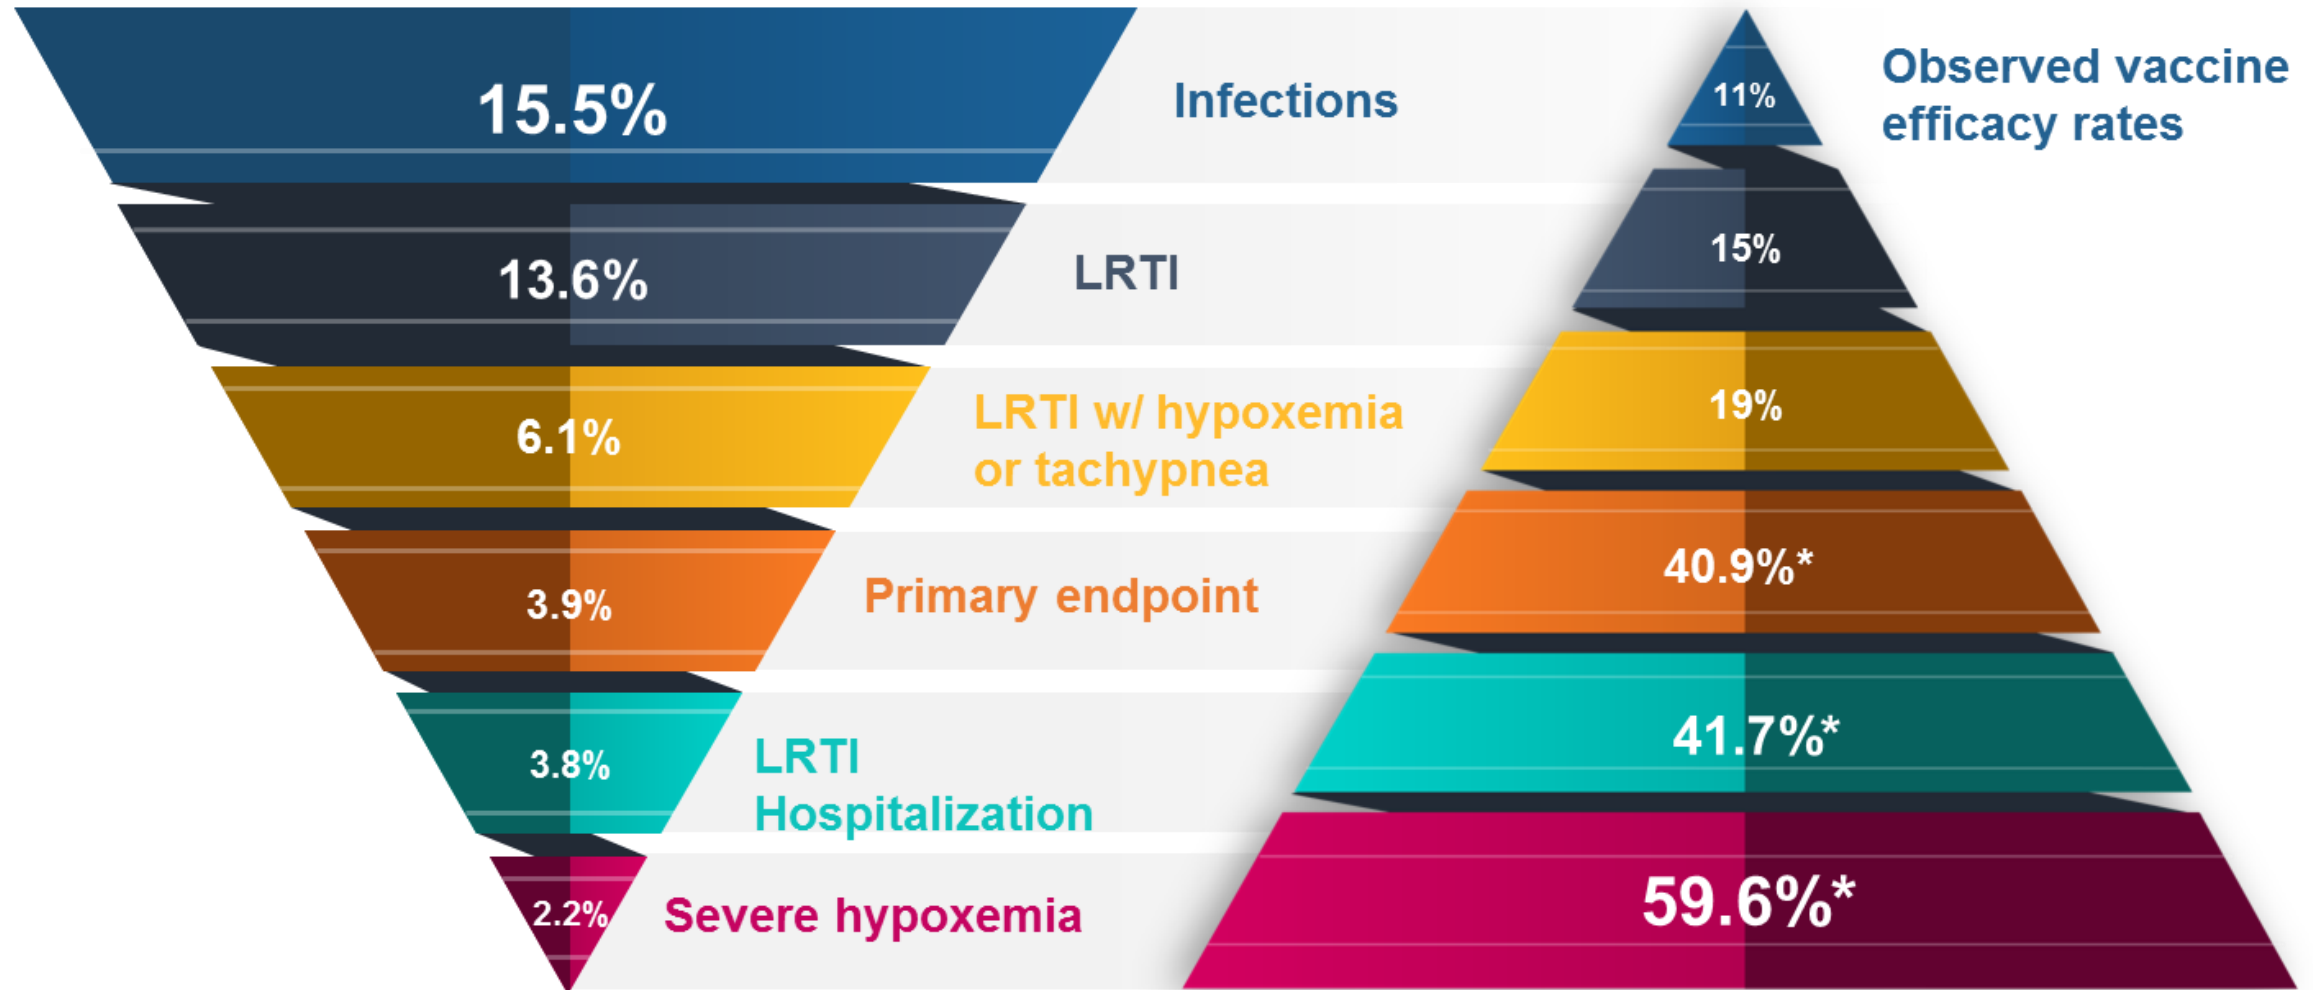 15.5%
Infections
11%
Observed vaccine
efficacy rates
13.6%
LRTI
15%
6.1%
LRTI w/ hypoxemia
or tachypnea
19%
3.9%
Primary endpoint
40.9%*
3.8%
LRTI
Hospitalization
41.7%*
2.2%
Severe hypoxemia
59.6%*